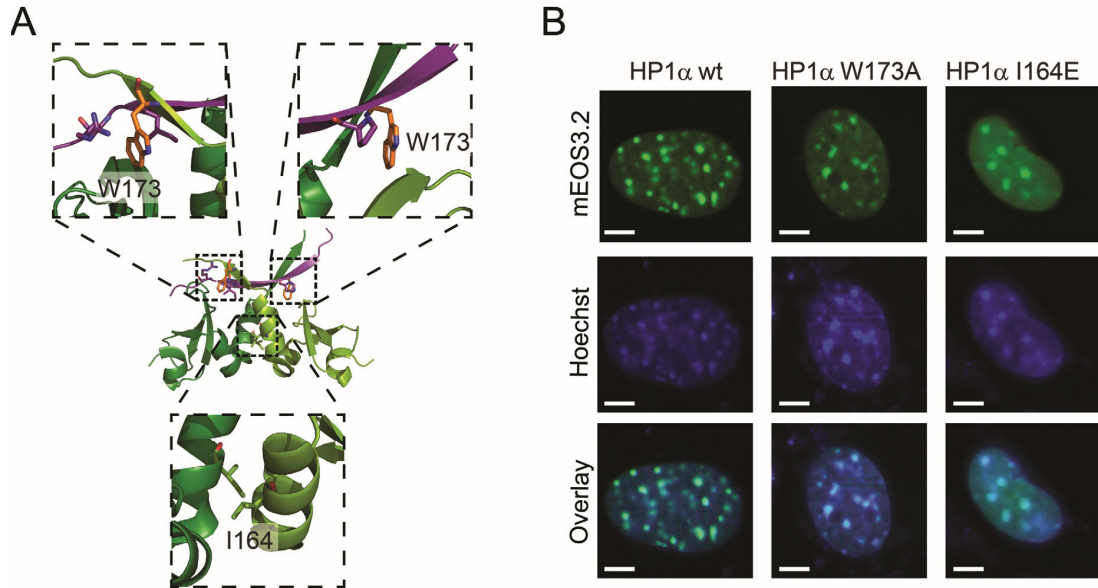 A
W173
W173
I164
B
HP1α wt
HP1α W173A
HP1α I164E
mEOS3.2
Hoechst
Overlay